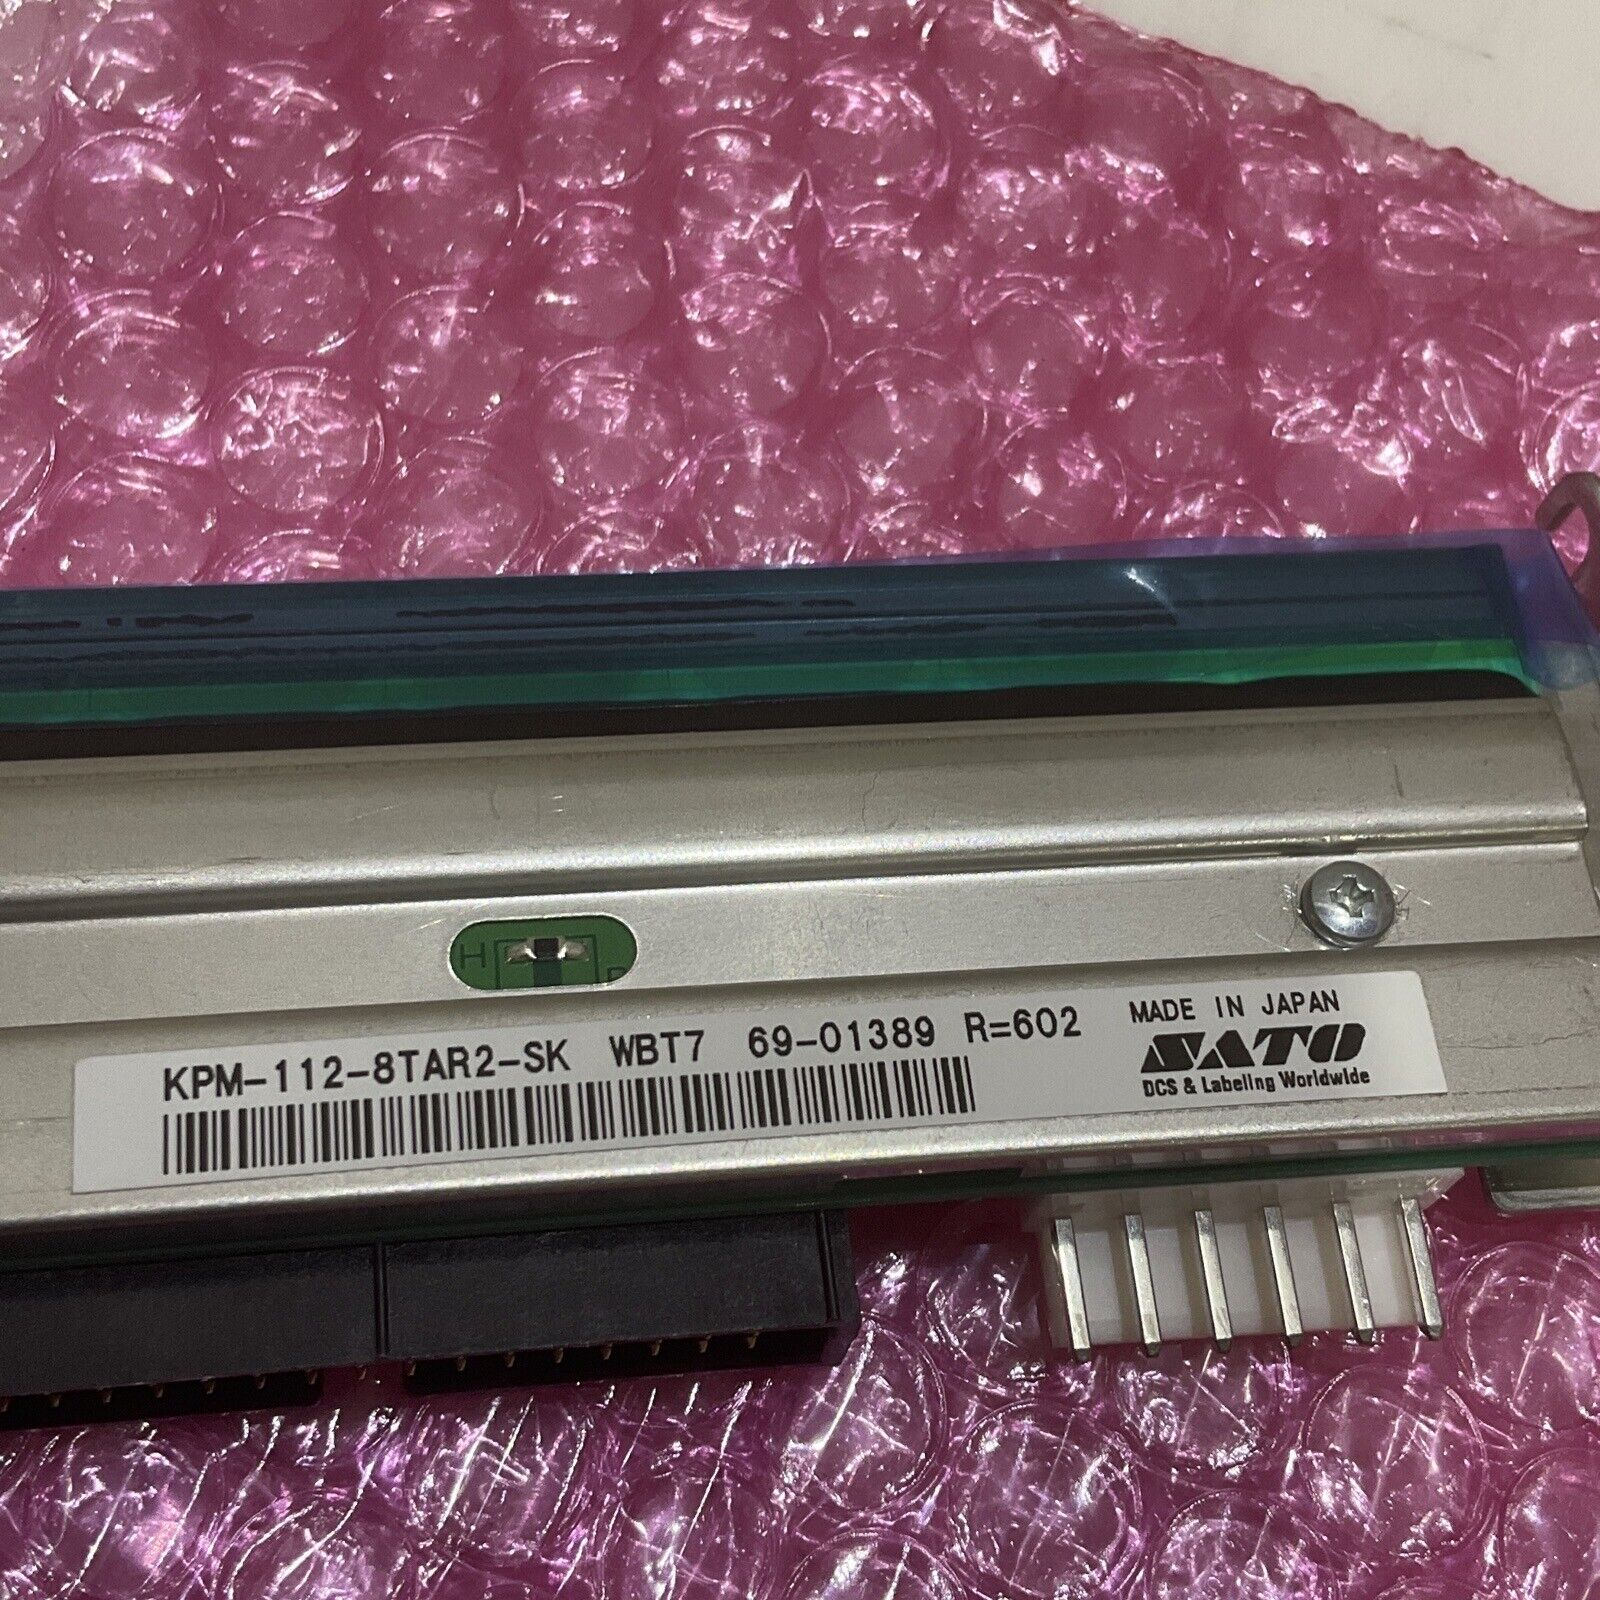 H
R
KPM-112-8TAR2-SK WBT7 69-01389 R=602
MADE IN JAPAN
SATO
DCS & Labeling Worldwide